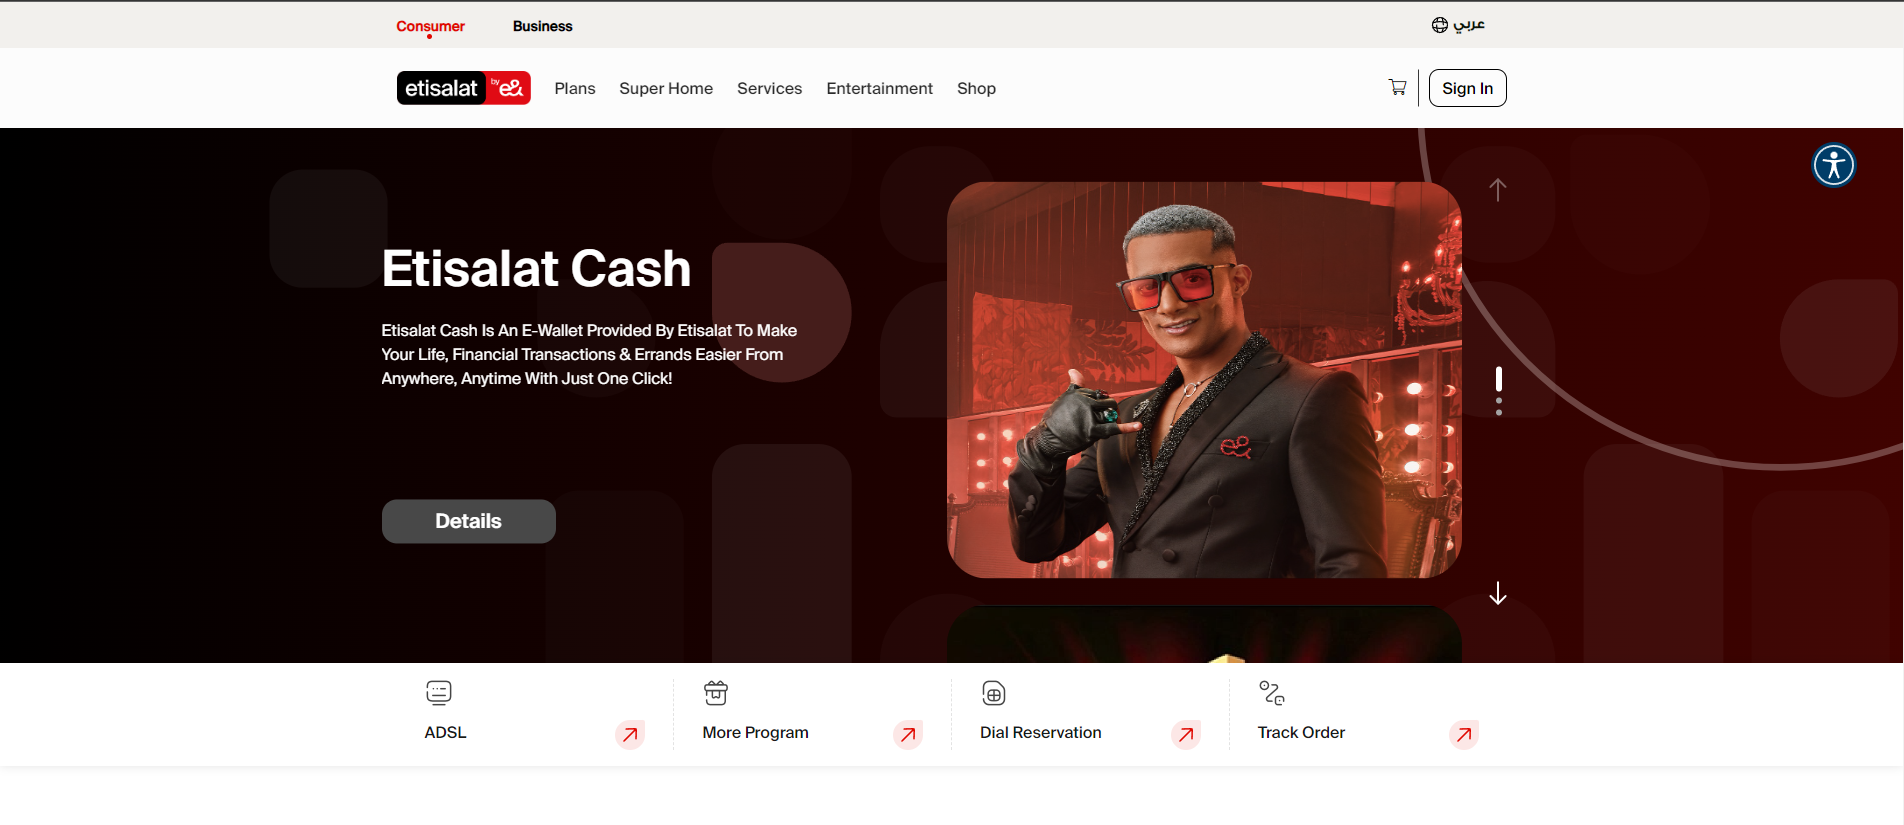 Consumer
Business
عربي
etisalat by e&
Plans
Super Home
Services
Entertainment
Shop
Sign In
Etisalat Cash
Etisalat Cash Is An E-Wallet Provided By Etisalat To Make
Your Life, Financial Transactions & Errands Easier From
Anywhere, Anytime With Just One Click!
e&
Details
ADSL
More Program
Dial Reservation
Track Order